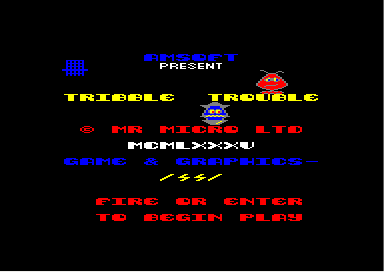 AMSOFT
PRESENT
TRIBBLE TROUBLE
© MR MICRO LTD
MCMLXXXV
GAME & GRAPHICS-
FIRE OR ENTER
TO BEGIN PLAY